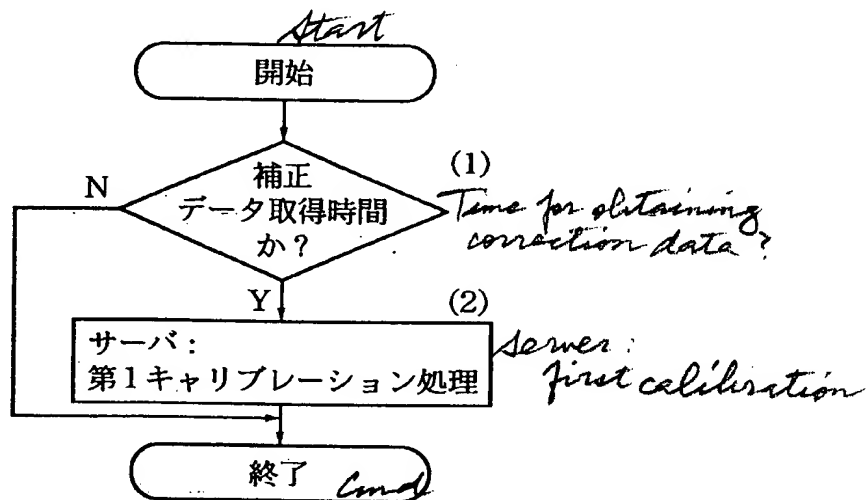 Start
開始
(1)
N
補正
データ取得時間
か？
Time for obtaining
correction data?
Y
(2)
サーバ：
第1キャリブレーション処理
server:
first calibration
終了
End